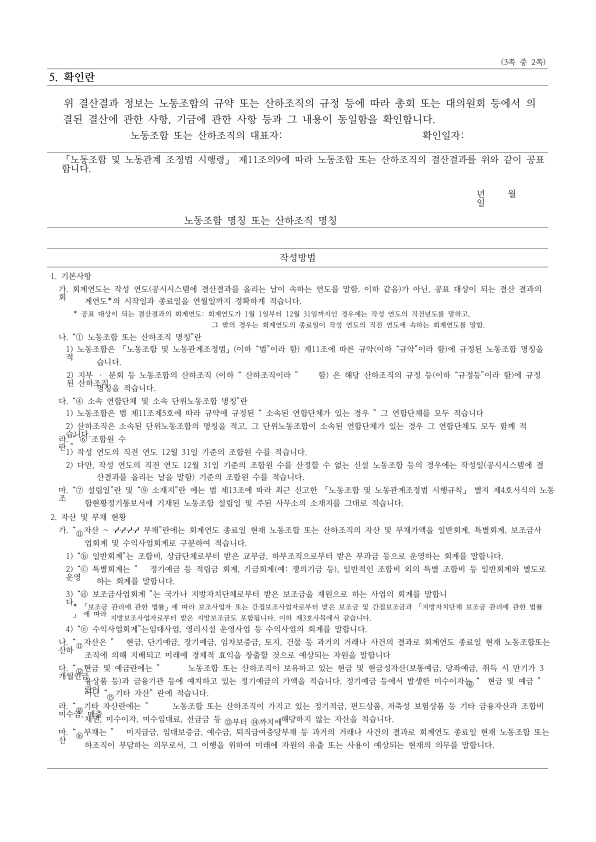 (3쪽 중 2쪽)
5. 확인란
위 결산결과 정보는 노동조합의 규약 또는 산하조직의 규정 등에 따라 총회 또는 대의원회 등에서 의
결된 결산에 관한 사항, 기금에 관한 사항 등과 그 내용이 동일함을 확인합니다.
노동조합 또는 산하조직의 대표자: 확인일자:
「노동조합 및 노동관계 조정법 시행령」 제11조의9에 따라 노동조합 또는 산하조직의 결산결과를 위와 같이 공표
합니다.
년 월
일
노동조합 명칭 또는 산하조직 명칭
작성방법
1. 기본사항
가. 회계연도는 작성 연도(공시시스템에 결산결과를 올리는 날이 속하는 연도를 말함. 이하 같음)가 아닌, 공표 대상이 되는 결산 결과의
회
계연도*의 시작일과 종료일을 연월일까지 정확하게 적습니다.
* 공표 대상이 되는 결산결과의 회계연도: 회계연도가 1월 1일부터 12월 31일까지인 경우에는 작성 연도의 직전년도를 말하고,
그 밖의 경우는 회계연도의 종료일이 작성 연도의 직전 연도에 속하는 회계연도를 말함.
나. "① 노동조합 또는 산하조직 명칭"란
1) 노동조합은 「노동조합 및 노동관계조정법」(이하 "법"이라 함) 제11조에 따른 규약(이하 "규약"이라 함)에 규정된 노동조합 명칭을
적
습니다.
2) 지부 · 분회 등 노동조합의 산하조직 (이하 " 산하조직이라 " 함) 은 해당 산하조직의 규정 등(이하 "규정등"이라 함)에 규정
된 산하조직
명칭을 적습니다.
다. "④ 소속 연합단체 및 소속 단위노동조합 명칭"란
1) 노동조합은 법 제11조제5호에 따라 규약에 규정된 " 소속된 연합단체가 있는 경우 " 그 연합단체를 모두 적습니다
2) 산하조직은 소속된 단위노동조합의 명칭을 적고, 그 단위노동조합이 소속된 연합단체가 있는 경우 그 연합단체도 모두 함께 적
습니다.
라. "⑥ 조합원 수
란 "
1) 작성 연도의 직전 연도 12월 31일 기준의 조합원 수를 적습니다.
2) 다만, 작성 연도의 직전 연도 12월 31일 기준의 조합원 수를 산정할 수 없는 신설 노동조합 등의 경우에는 작성일(공시시스템에 결
산결과를 올리는 날을 말함) 기준의 조합원 수를 적습니다.
마. "⑦ 설립일"란 및 "⑨ 소재지"란 에는 법 제13조에 따라 최근 신고한 「노동조합 및 노동관계조정법 시행규칙」 별지 제4호서식의 노동
조
합현황정기통보서에 기재된 노동조합 설립일 및 주된 사무소의 소재지를 그대로 적습니다.
2. 자산 및 부채 현황
가. "⑪ 자산 ~ 부채"란에는 회계연도 종료일 현재 노동조합 또는 산하조직의 자산 및 부채가액을 일반회계, 특별회계, 보조금사
업회계 및 수익사업회계로 구분하여 적습니다.
1) "ⓑ 일반회계"는 조합비, 상급단체로부터 받은 교부금, 하부조직으로부터 받은 부과금 등으로 운영하는 회계를 말합니다.
2) "ⓒ 특별회계는 " 정기예금 등 적립금 회계, 기금회계(예: 쟁의기금 등), 일반적인 조합비 외의 특별 조합비 등 일반회계와 별도로
운영
하는 회계를 말합니다.
3) "ⓓ 보조금사업회계 "는 국가나 지방자치단체로부터 받은 보조금을 재원으로 하는 사업의 회계를 말합니
다.
* 「보조금 관리에 관한 법률」에 따라 보조사업자 또는 간접보조사업자로부터 받은 보조금 및 간접보조금과 「지방자치단체 보조금 관리에 관한 법률
」에 따라
지방보조사업자로부터 받은 지방보조금도 포함됩니다. 이하 제3호사목에서 같습니다.
4) "ⓔ 수익사업회계"는임대사업, 영리시설 운영사업 등 수익사업의 회계를 말합니다.
나. "⑪ 자산은 " 현금, 단기예금, 장기예금, 임차보증금, 토지, 건물 등 과거의 거래나 사건의 결과로 회계연도 종료일 현재 노동조합또는
산하
조직에 의해 지배되고 미래에 경제적 효익을 창출할 것으로 예상되는 자원을 말합니다
다. "⑫ 현금 및 예금란에는 " 노동조합 또는 산하조직이 보유하고 있는 현금 및 현금성자산(보통예금, 당좌예금, 취득 시 만기가 3
개월만금
융상품 등)과 금융기관 등에 예치하고 있는 정기예금의 가액을 적습니다. 정기예금 등에서 발생한 미수이자는 "⑫ 현금 및 예금 "
아닌 "⑮ 기타 자산" 란에 적습니다.
라. "⑮ 기타 자산란에는 " 노동조합 또는 산하조직이 가지고 있는 장기적금, 펀드상품, 저축성 보험상품 등 기타 금융자산과 조합비
미수금, 매출
채권, 미수이자, 미수임대료, 선급금 등 ⑫부터 ⑭까지에 해당하지 않는 자산을 적습니다.
마. "⑯ 부채는 " 미지급금, 임대보증금, 예수금, 퇴직급여충당부채 등 과거의 거래나 사건의 결과로 회계연도 종료일 현재 노동조합 또는
산
하조직이 부담하는 의무로서, 그 이행을 위하여 미래에 자원의 유출 또는 사용이 예상되는 현재의 의무를 말합니다.